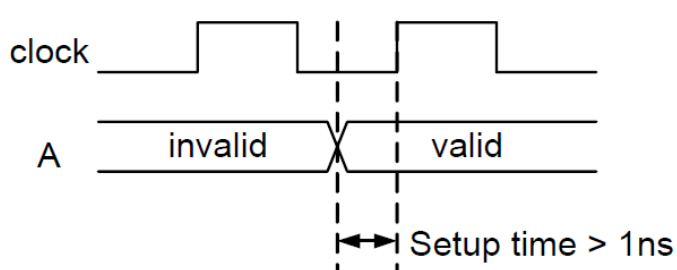 clock
A
invalid
valid
Setup time > 1ns